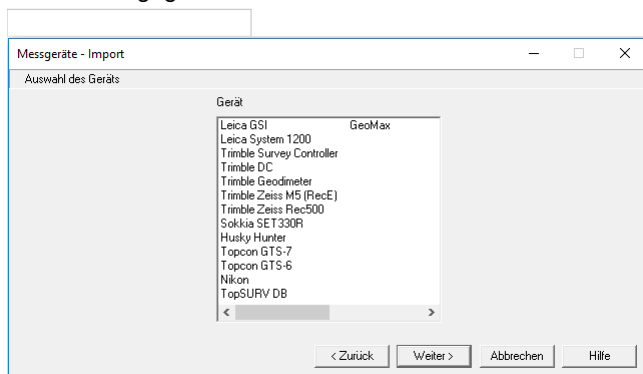 Messgeräte - Import
Auswahl des Geräts
Gerät
Leica GSI GeoMax
Leica System 1200
Trimble Survey Controller
Trimble DC
Trimble Geodimeter
Trimble Zeiss M5 (RecE)
Trimble Zeiss Rec500
Sokkia SET330R
Husky Hunter
Topcon GTS-7
Topcon GTS-6
Nikon
TopSURV DB
< Zurück Weiter > Abbrechen Hilfe